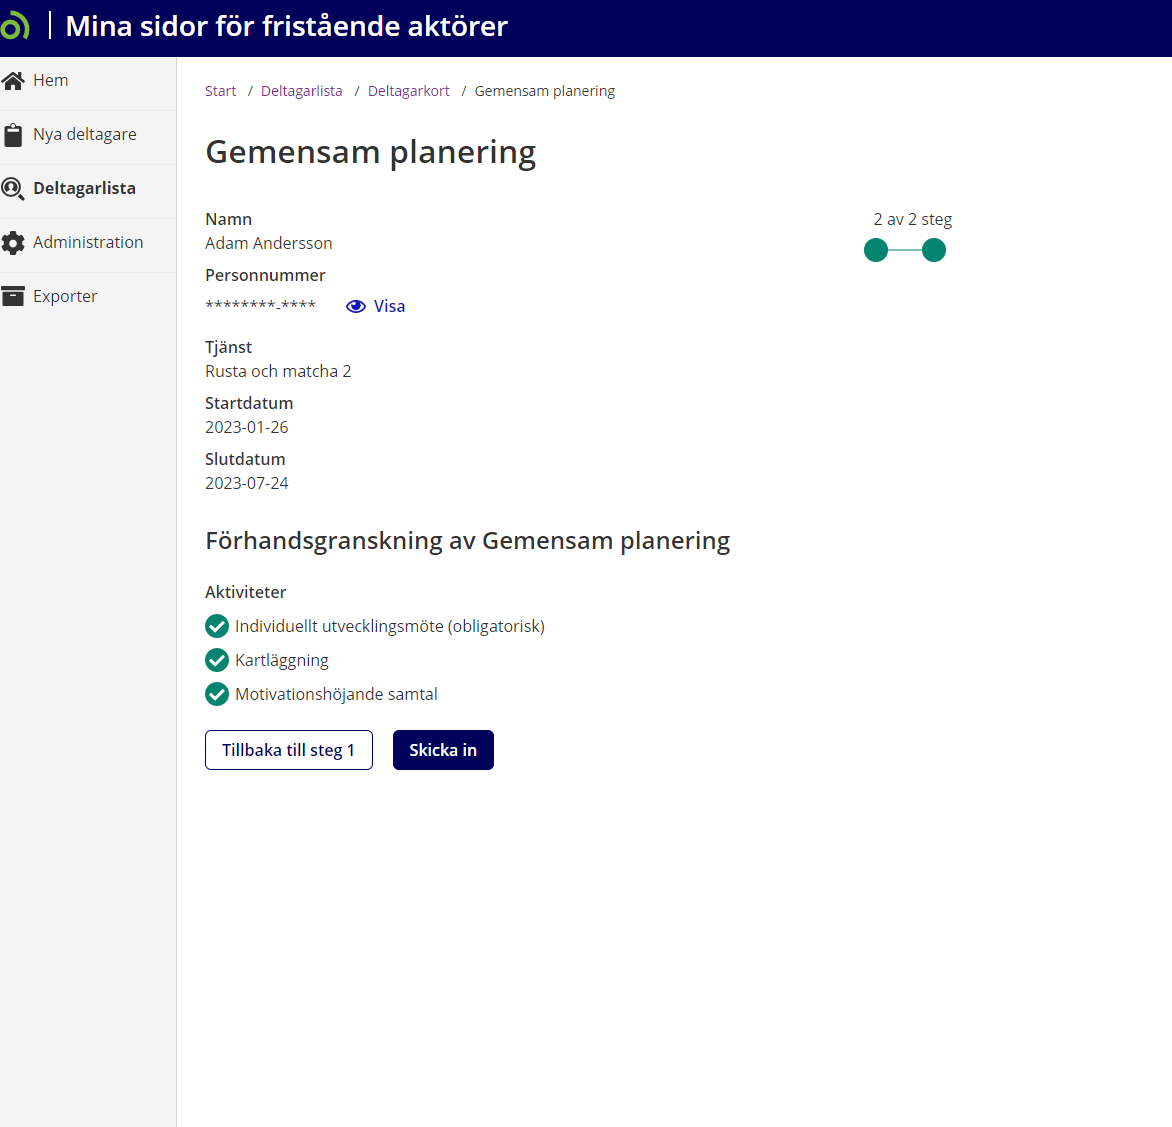 Mina sidor för fristående aktörer
Hem
Nya deltagare
Deltagarlista
Administration
Exporter
Start / Deltagarlista / Deltagarkort / Gemensam planering
Gemensam planering
2 av 2 steg
Namn
Adam Andersson
Personnummer
********-**** Visa
Tjänst
Rusta och matcha 2
Startdatum
2023-01-26
Slutdatum
2023-07-24
Förhandsgranskning av Gemensam planering
Aktiviteter
Individuellt utvecklingsmöte (obligatorisk)
Kartläggning
Motivationshöjande samtal
Tillbaka till steg 1 Skicka in